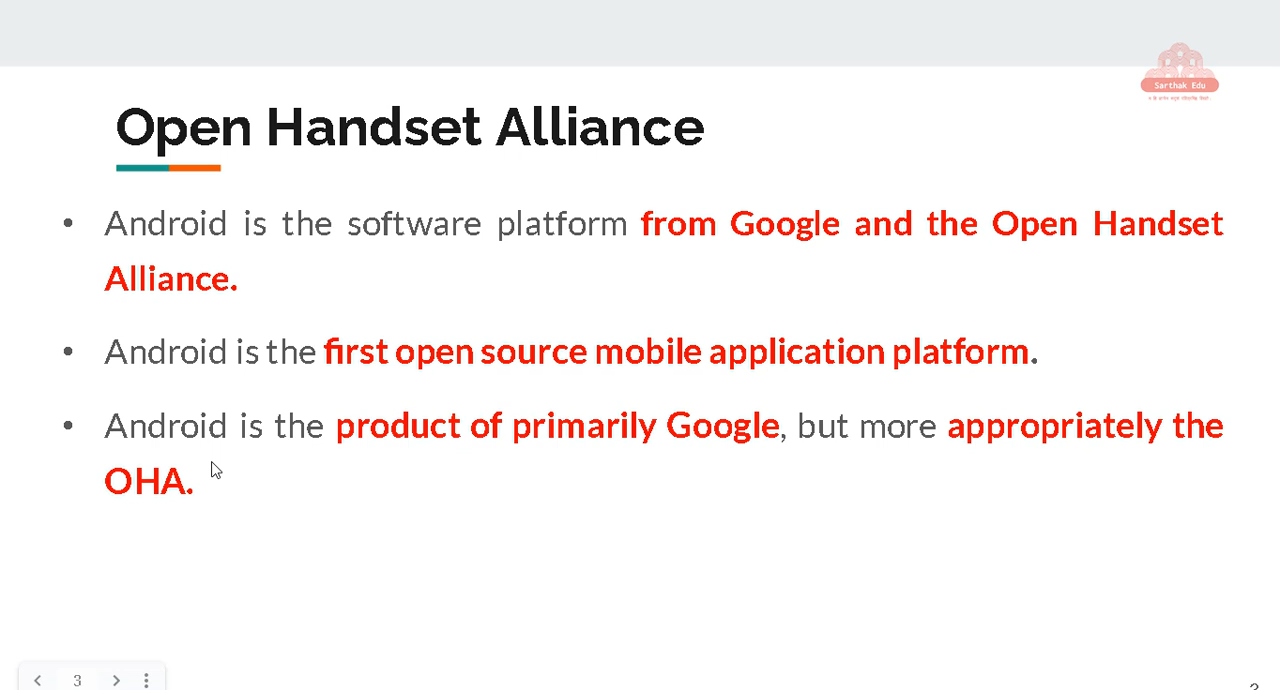 Sarthak Edu
Open Handset Alliance
• Android is the software platform from Google and the Open Handset
Alliance.
• Android is the first open source mobile application platform.
• Android is the product of primarily Google, but more appropriately the
OHA.
3